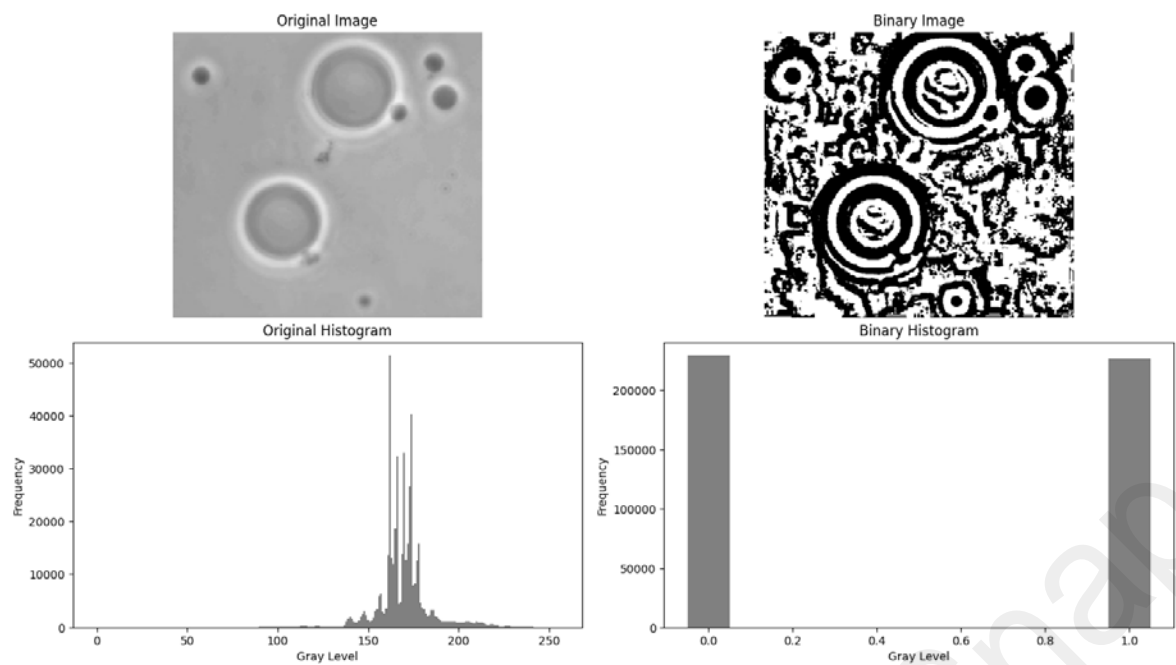 Original Image
Binary Image
Original Histogram
Binary Histogram
50000
40000
30000
20000
10000
0
Frequency
0 50 100 150 200 250
Gray Level
200000
150000
100000
50000
0
Frequency
0.0 0.2 0.4 0.6 0.8 1.0
Gray Level